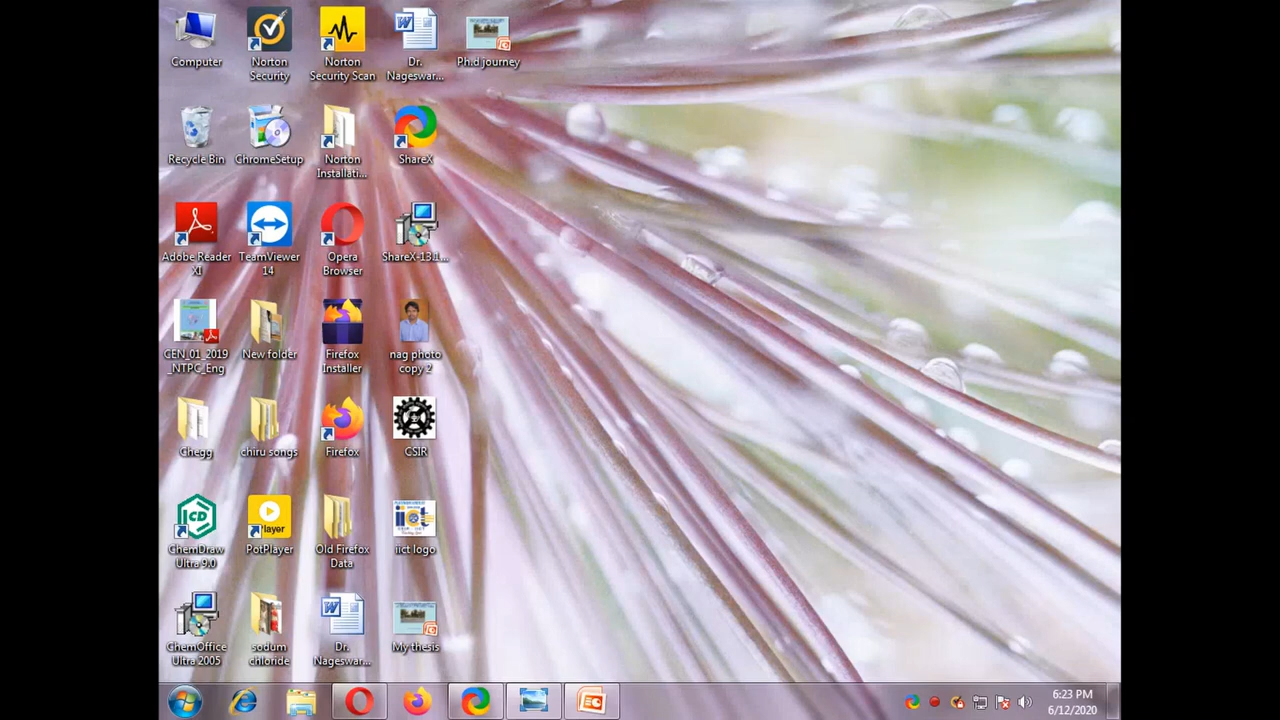 Computer
Norton
Security
Norton
Security Scan
Dr.
Nageswar...
Ph.d journey
Recycle Bin
ChromeSetup
Norton
Installati...
ShareX
Adobe Reader
XI
TeamViewer
14
Opera
Browser
ShareX-13.1...
CEN_01_2019
_NTPC_Eng
New folder
Firefox
Installer
nag photo
copy 2
Chegg
chiru songs
Firefox
CSIR
ChemDraw
Ultra 9.0
Player
PotPlayer
Old Firefox
Data
iict logo
ChemOffice
Ultra 2005
sodum
chloride
Dr.
Nageswar...
My thesis
6:23 PM
6/12/2020